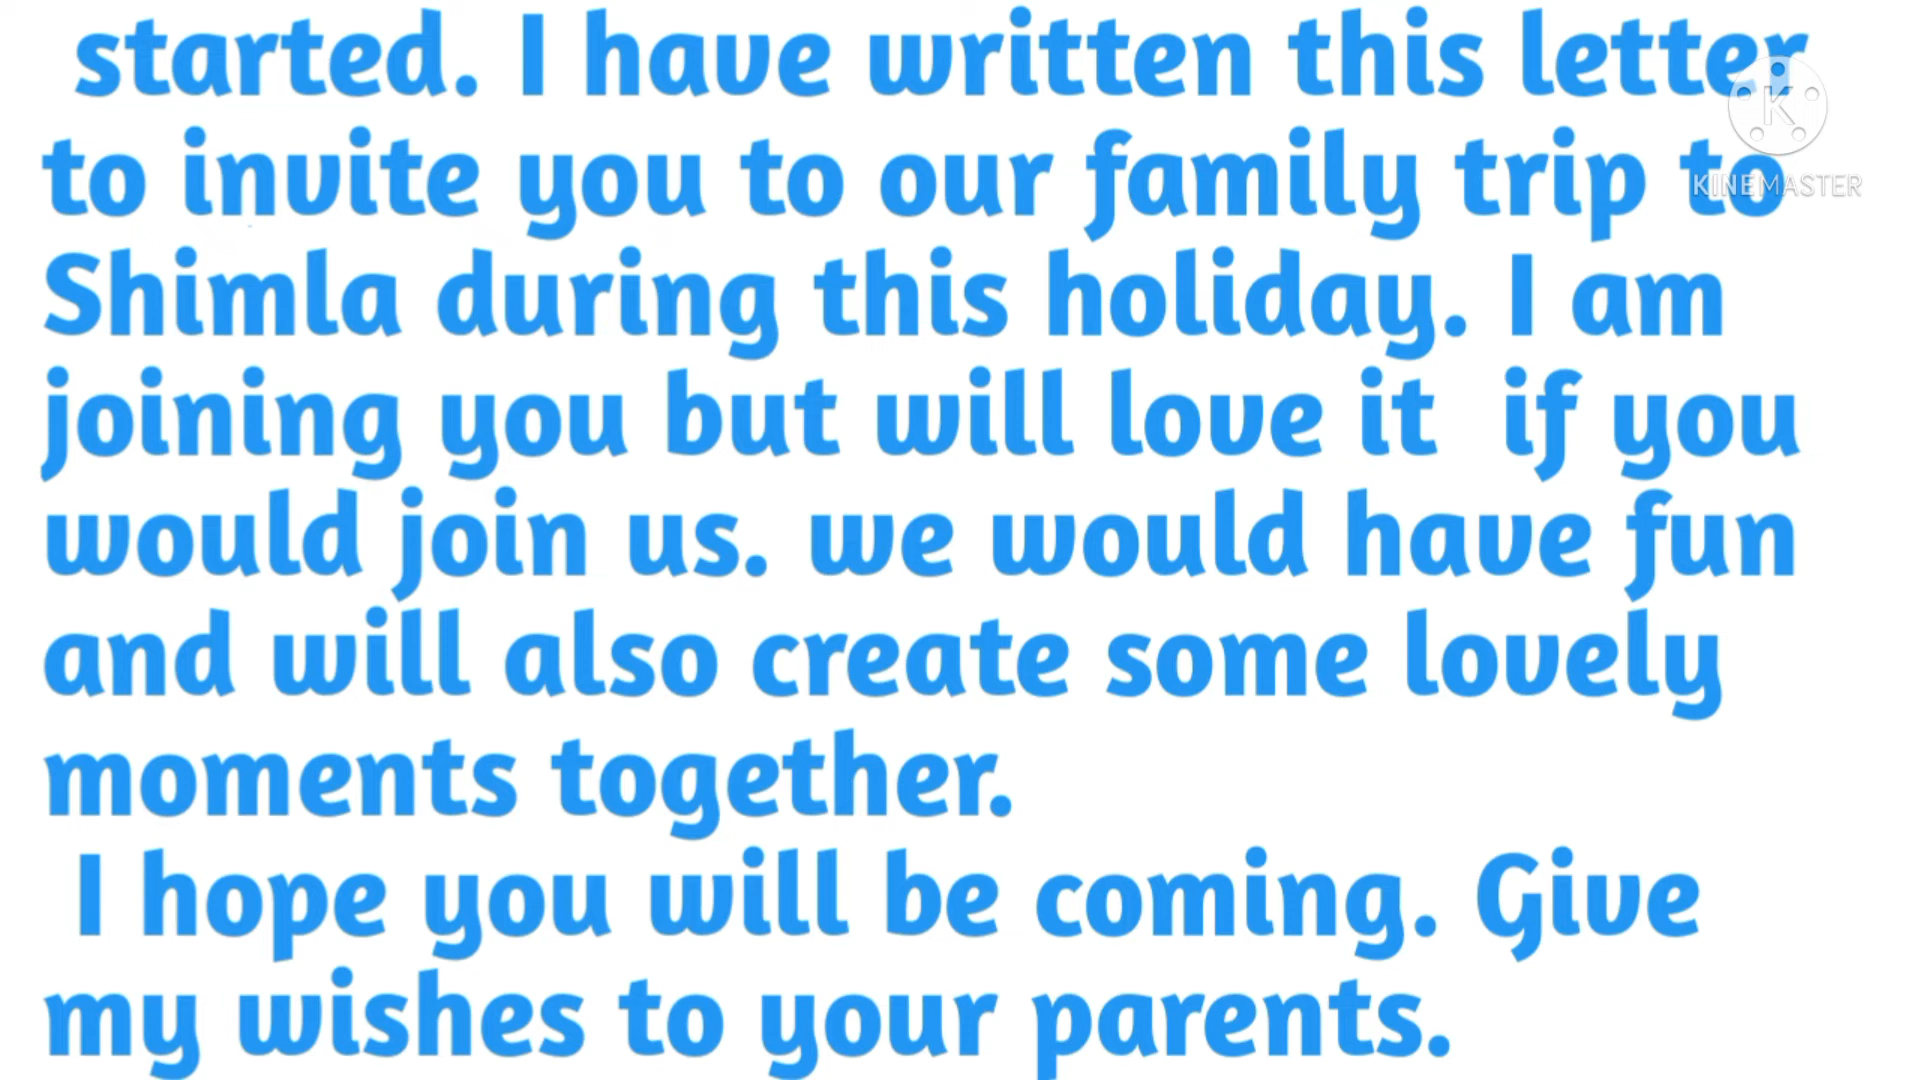 started. I have written this letter
to invite you to our family trip to
Shimla during this holiday. I am
joining you but will love it  if you
would join us. we would have fun
and will also create some lovely
moments together.
I hope you will be coming. Give
my wishes to your parents.
K
KINEMASTER